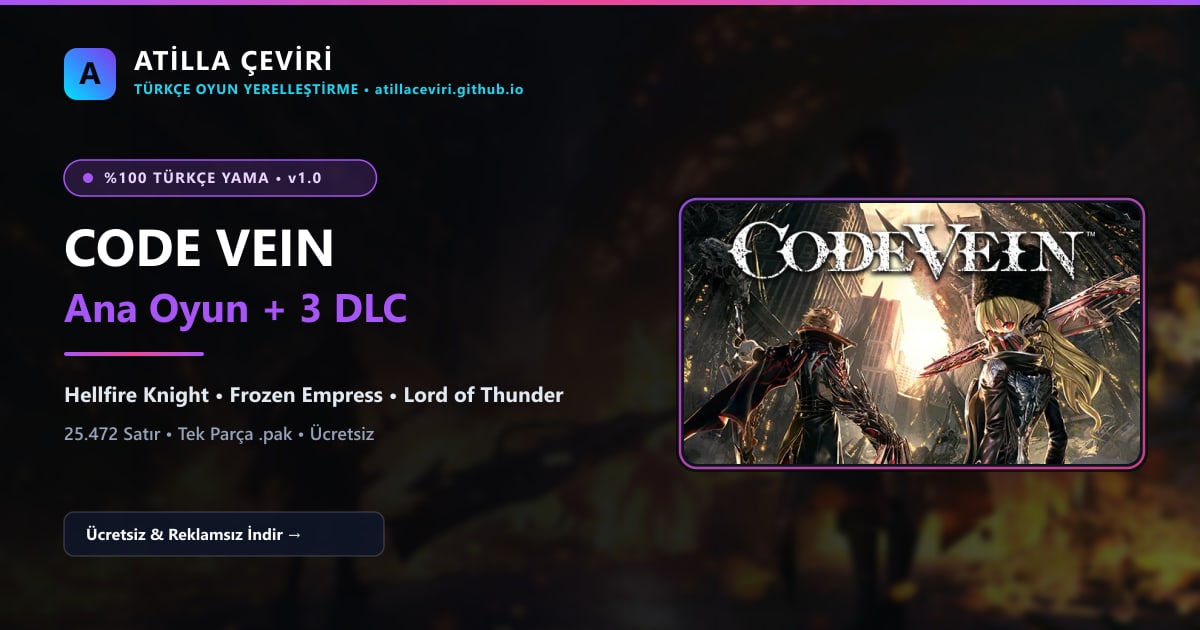 A
ATİLLA ÇEVİRİ
TÜRKÇE OYUN YERELLEŞTİRME • atillaceviri.github.io
%100 TÜRKÇE YAMA • v1.0
CODE VEIN
Ana Oyun + 3 DLC
Hellfire Knight • Frozen Empress • Lord of Thunder
25.472 Satır • Tek Parça .pak • Ücretsiz
Ücretsiz & Reklamsız İndir →
CODE VEIN™